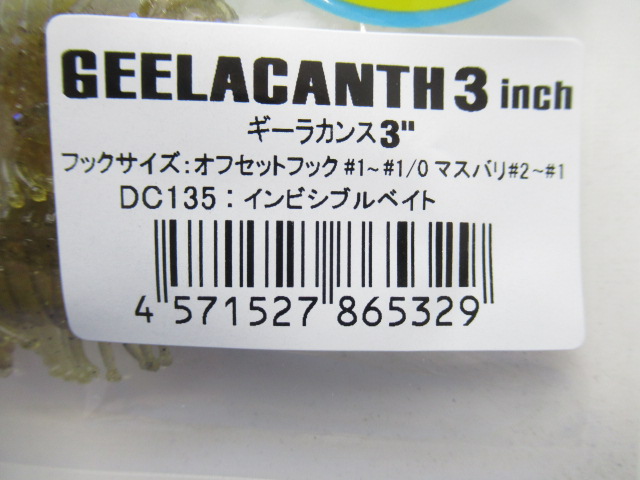 GEELACANTH 3 inch
ギーラカンス3"
フックサイズ:オフセットフック #1~#1/0 マスバリ#2~#1
DC135:インビシブルベイト
4 571527 865329